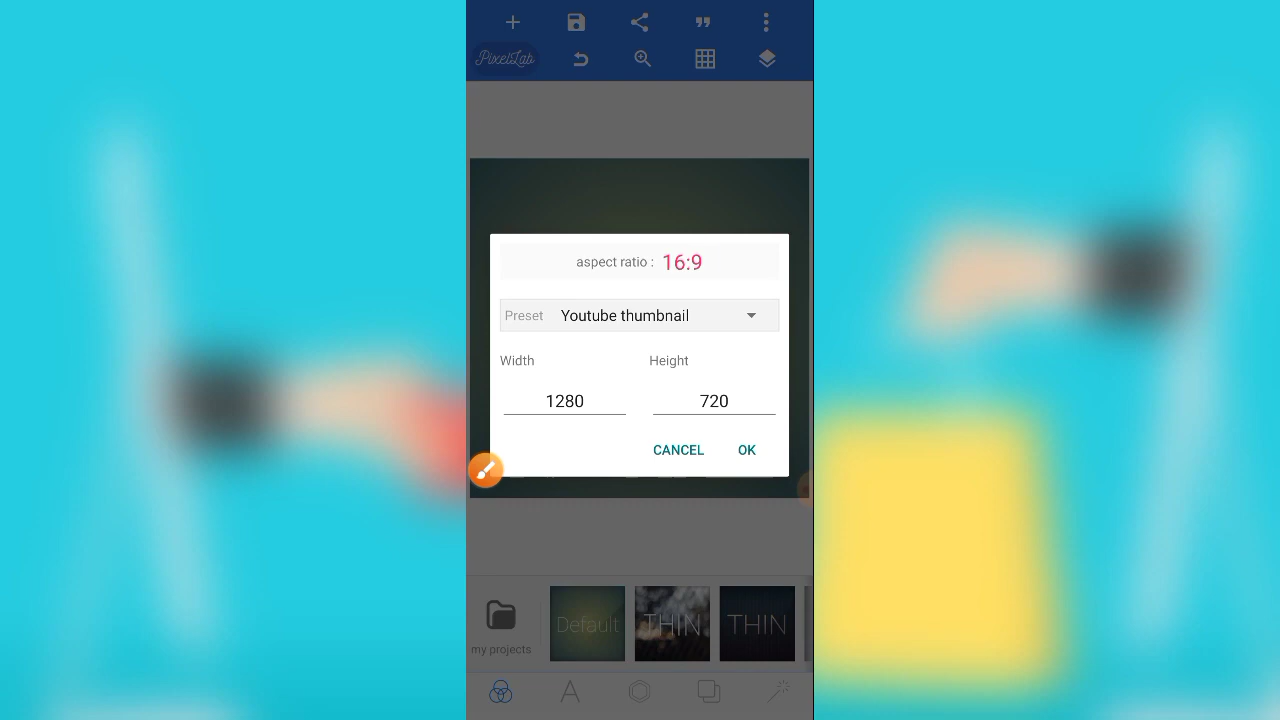 PixelLab
aspect ratio : 16:9
Preset Youtube thumbnail
Width Height
1280 720
CANCEL OK
my projects Default THIN THIN